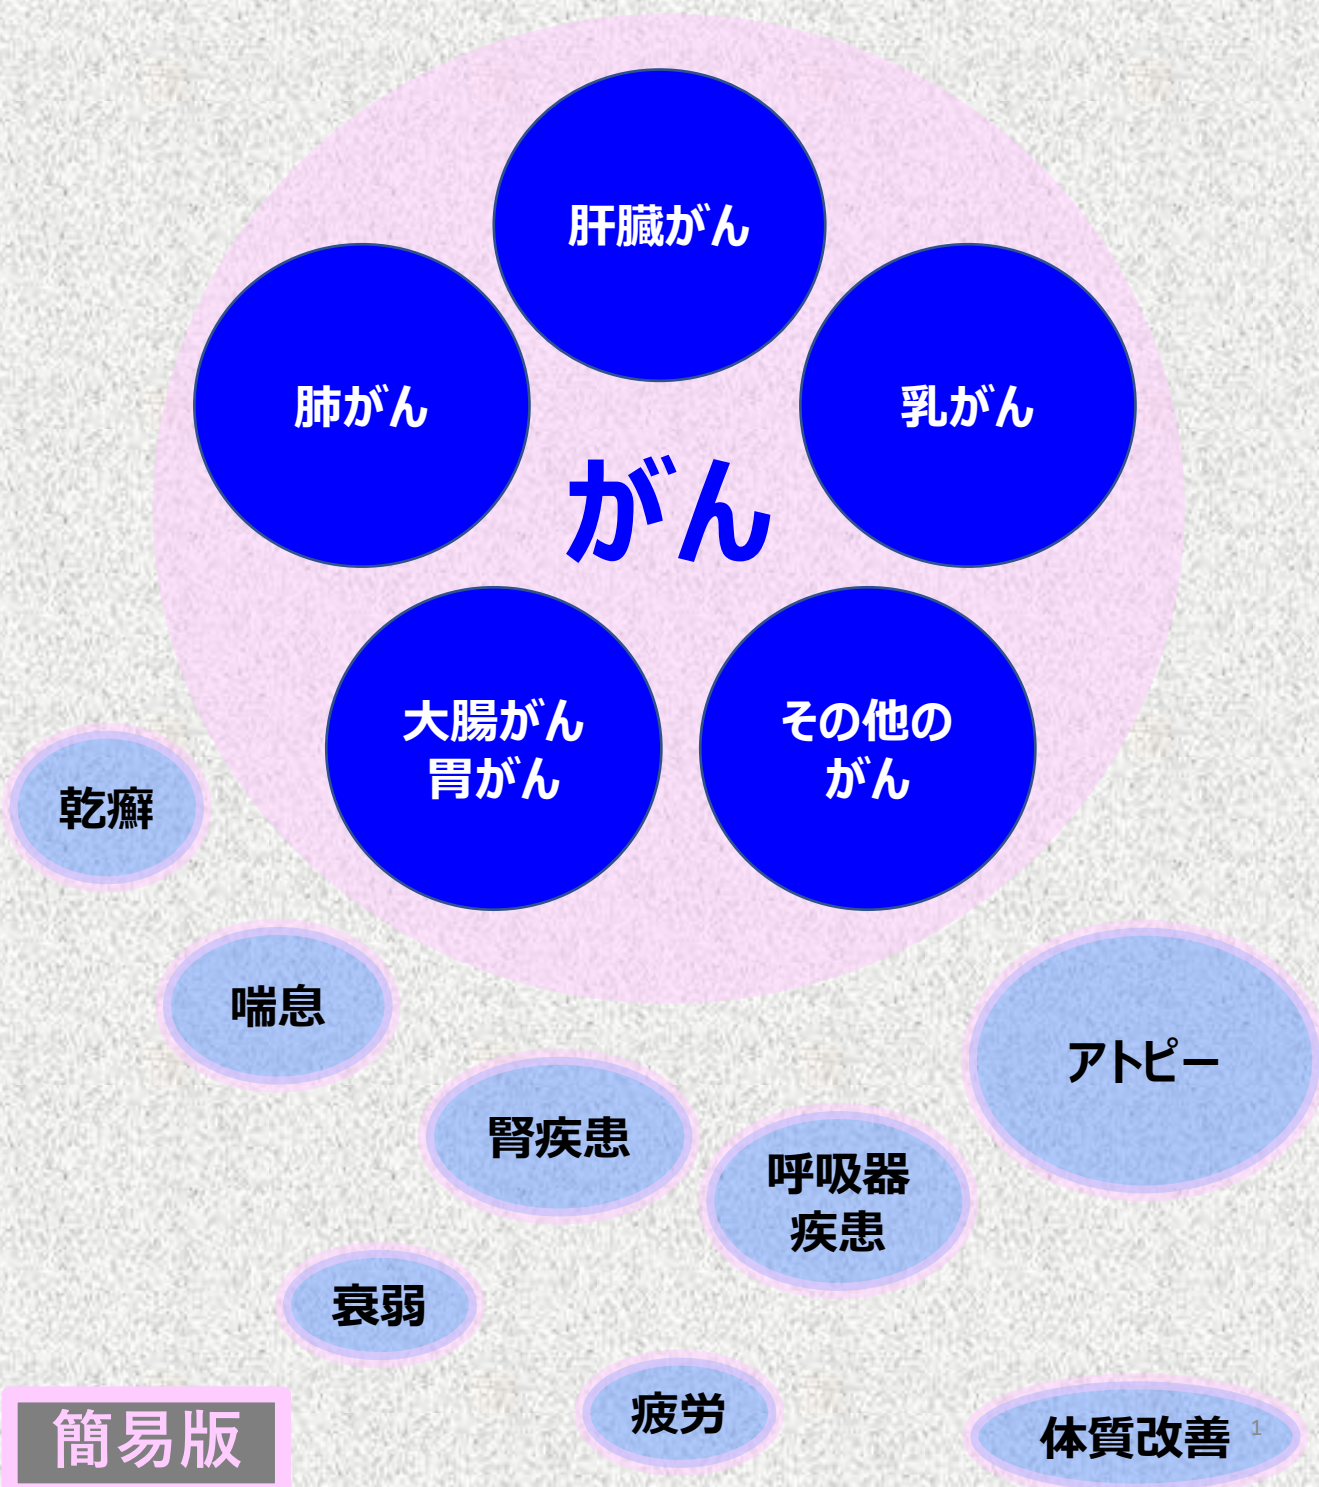 肝臓がん
肺がん
乳がん
がん
大腸がん
胃がん
その他の
がん
乾癬
喘息
アトピー
腎疾患
呼吸器
疾患
衰弱
疲労
簡易版
体質改善
1